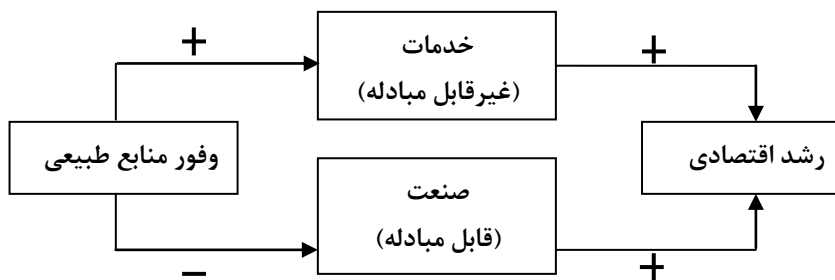 +
خدمات
(غیرقابل مبادله)
+
وفور منابع طبیعی
رشد اقتصادی
صنعت
(قابل مبادله)
–
+